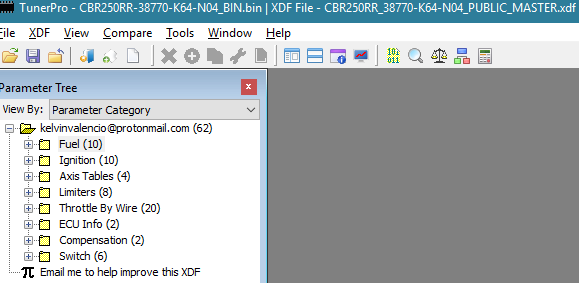 TunerPro - CBR250RR-38770-K64-N04_BIN.bin | XDF File - CBR250RR_38770-K64-N04_PUBLIC_MASTER.xdf
File XDF View Compare Tools Window Help
Parameter Tree x
View By: Parameter Category
kelvinvalencio@protonmail.com (62)
Fuel (10)
Ignition (10)
Axis Tables (4)
Limiters (8)
Throttle By Wire (20)
ECU Info (2)
Compensation (2)
Switch (6)
π Email me to help improve this XDF